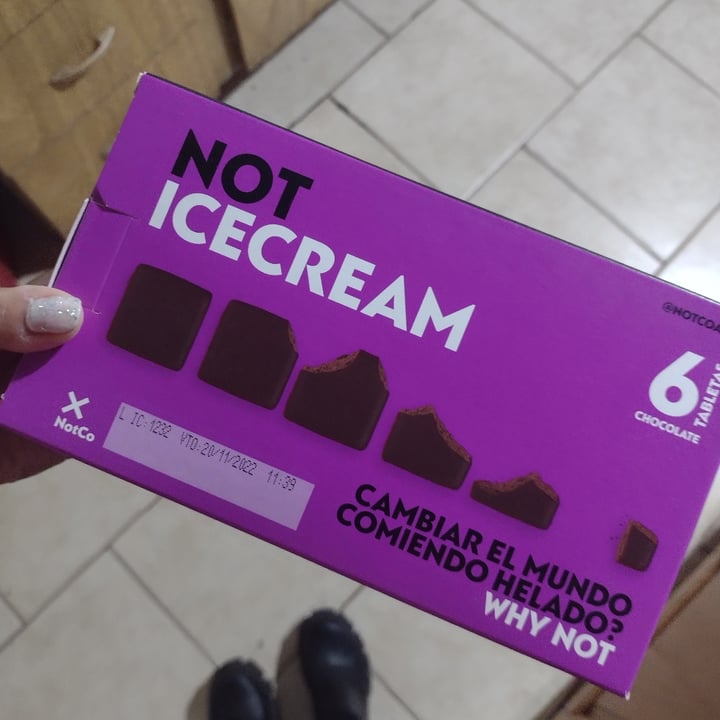 NOT
ICECREAM
@NOTCOA
6
TABLETAS
CHOCOLATE
NotCo
L IC:1232 VTO:20/11/2022 11:39
CAMBIAR EL MUNDO
COMIENDO HELADO?
WHY NOT